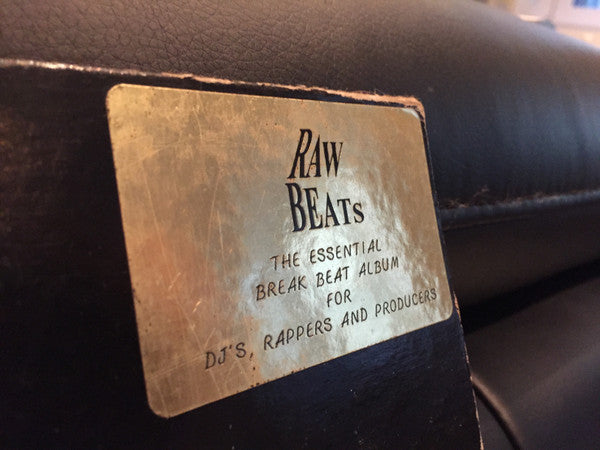 RAW
BEATs
THE ESSENTIAL
BREAK BEAT ALBUM
FOR
DJ'S, RAPPERS AND PRODUCERS